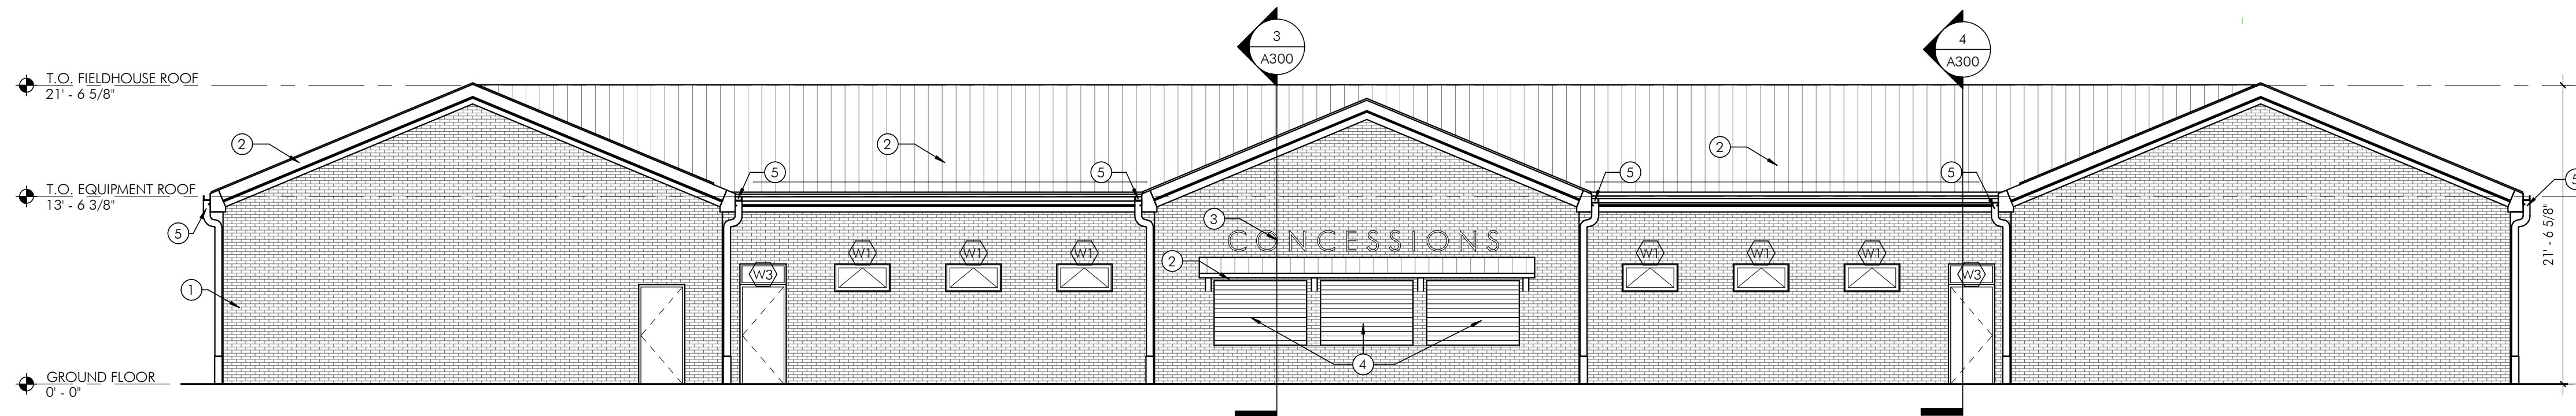 3
A300
4
A300
T.O. FIELDHOUSE ROOF
21' - 6 5/8"
2
2
2
5
5
5
5
5
T.O. EQUIPMENT ROOF
13' - 6 3/8"
21' - 6 5/8"
5
3
CONCESSIONS
W1
W1
W1
W1
W1
W1
2
W3
W3
1
4
GROUND FLOOR
0' - 0"